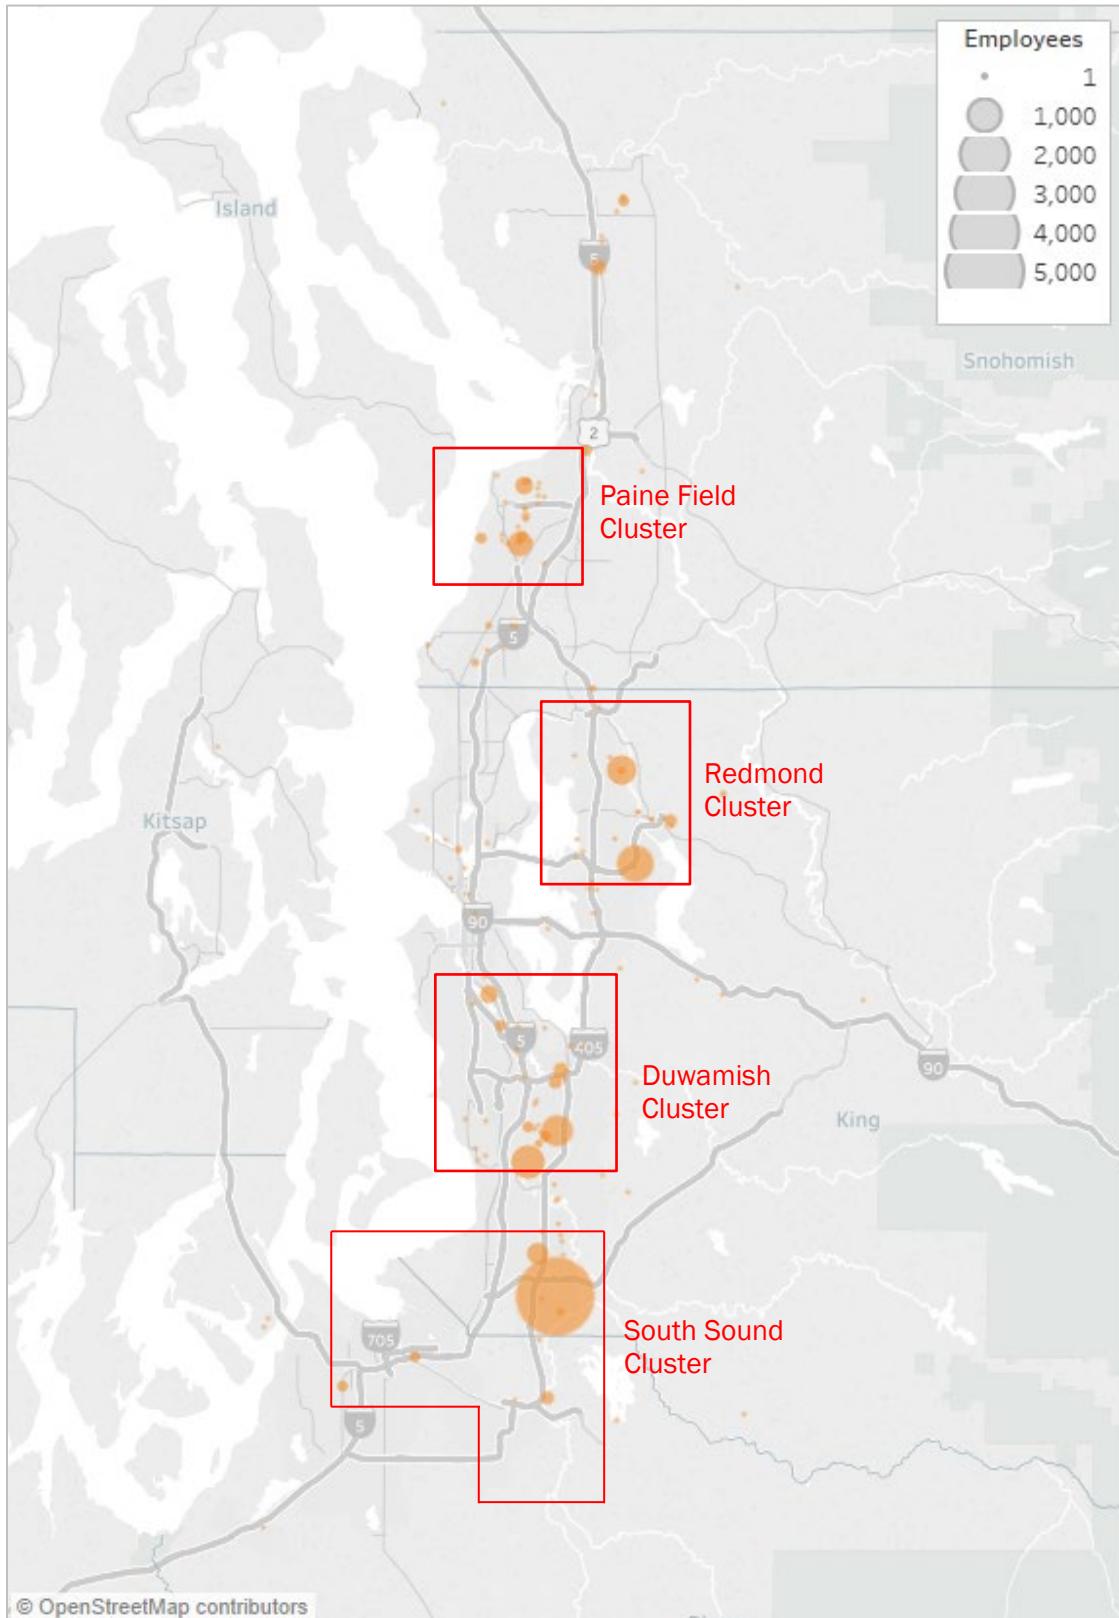 Employees
1
1,000
2,000
3,000
4,000
5,000
Island
5
Snohomish
2
Paine Field
Cluster
5
Redmond
Cluster
Kitsap
90
5
405
90
Duwamish
Cluster
King
705
South Sound
Cluster
5
© OpenStreetMap contributors